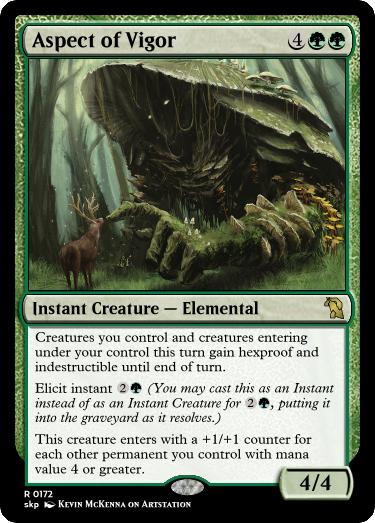 Aspect of Vigor 4
Instant Creature — Elemental
Creatures you control and creatures entering
under your control this turn gain hexproof and
indestructible until end of turn.
Elicit instant 2 (You may cast this as an Instant
instead of as an Instant Creature for 2 , putting it
into the graveyard as it resolves.)
This creature enters with a +1/+1 counter for
each other permanent you control with mana
value 4 or greater.
4/4
R 0172
skp Kevin McKenna on Artstation